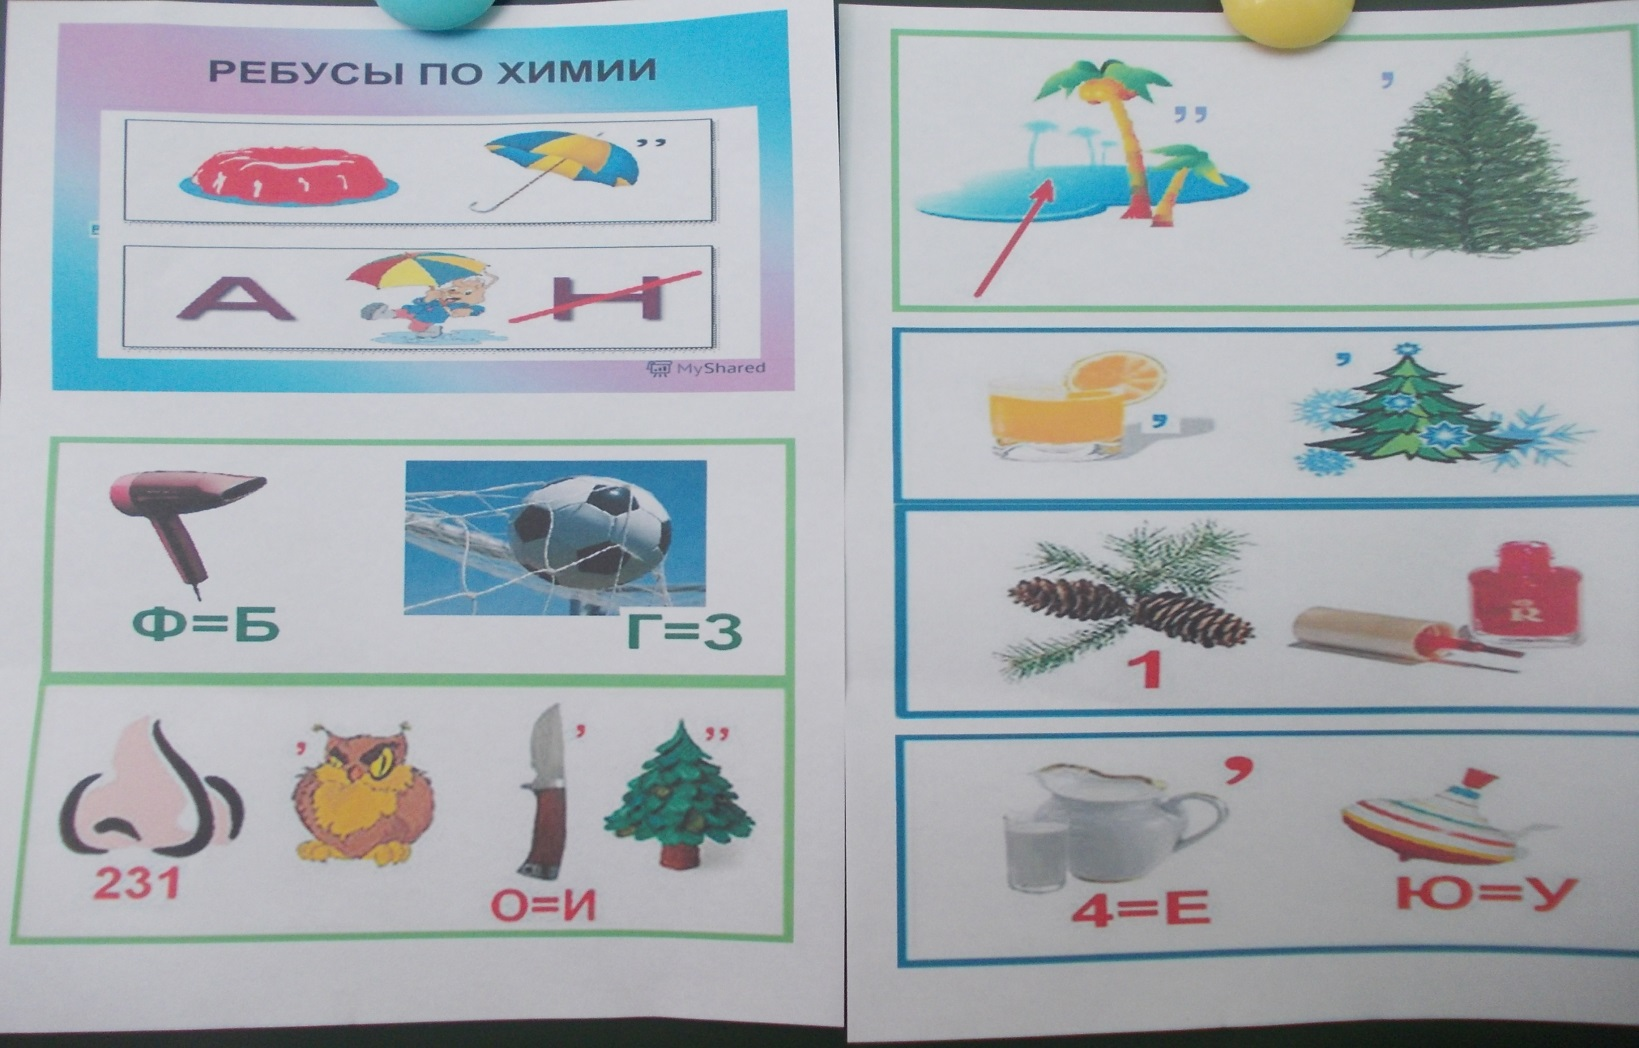 РЕБУСЫ ПО ХИМИИ
,,
А Н
MyShared
Ф=Б
Г=З
, , ,,
231
О=И
,, ,
, ,
R
1
,
4=Е
Ю=У